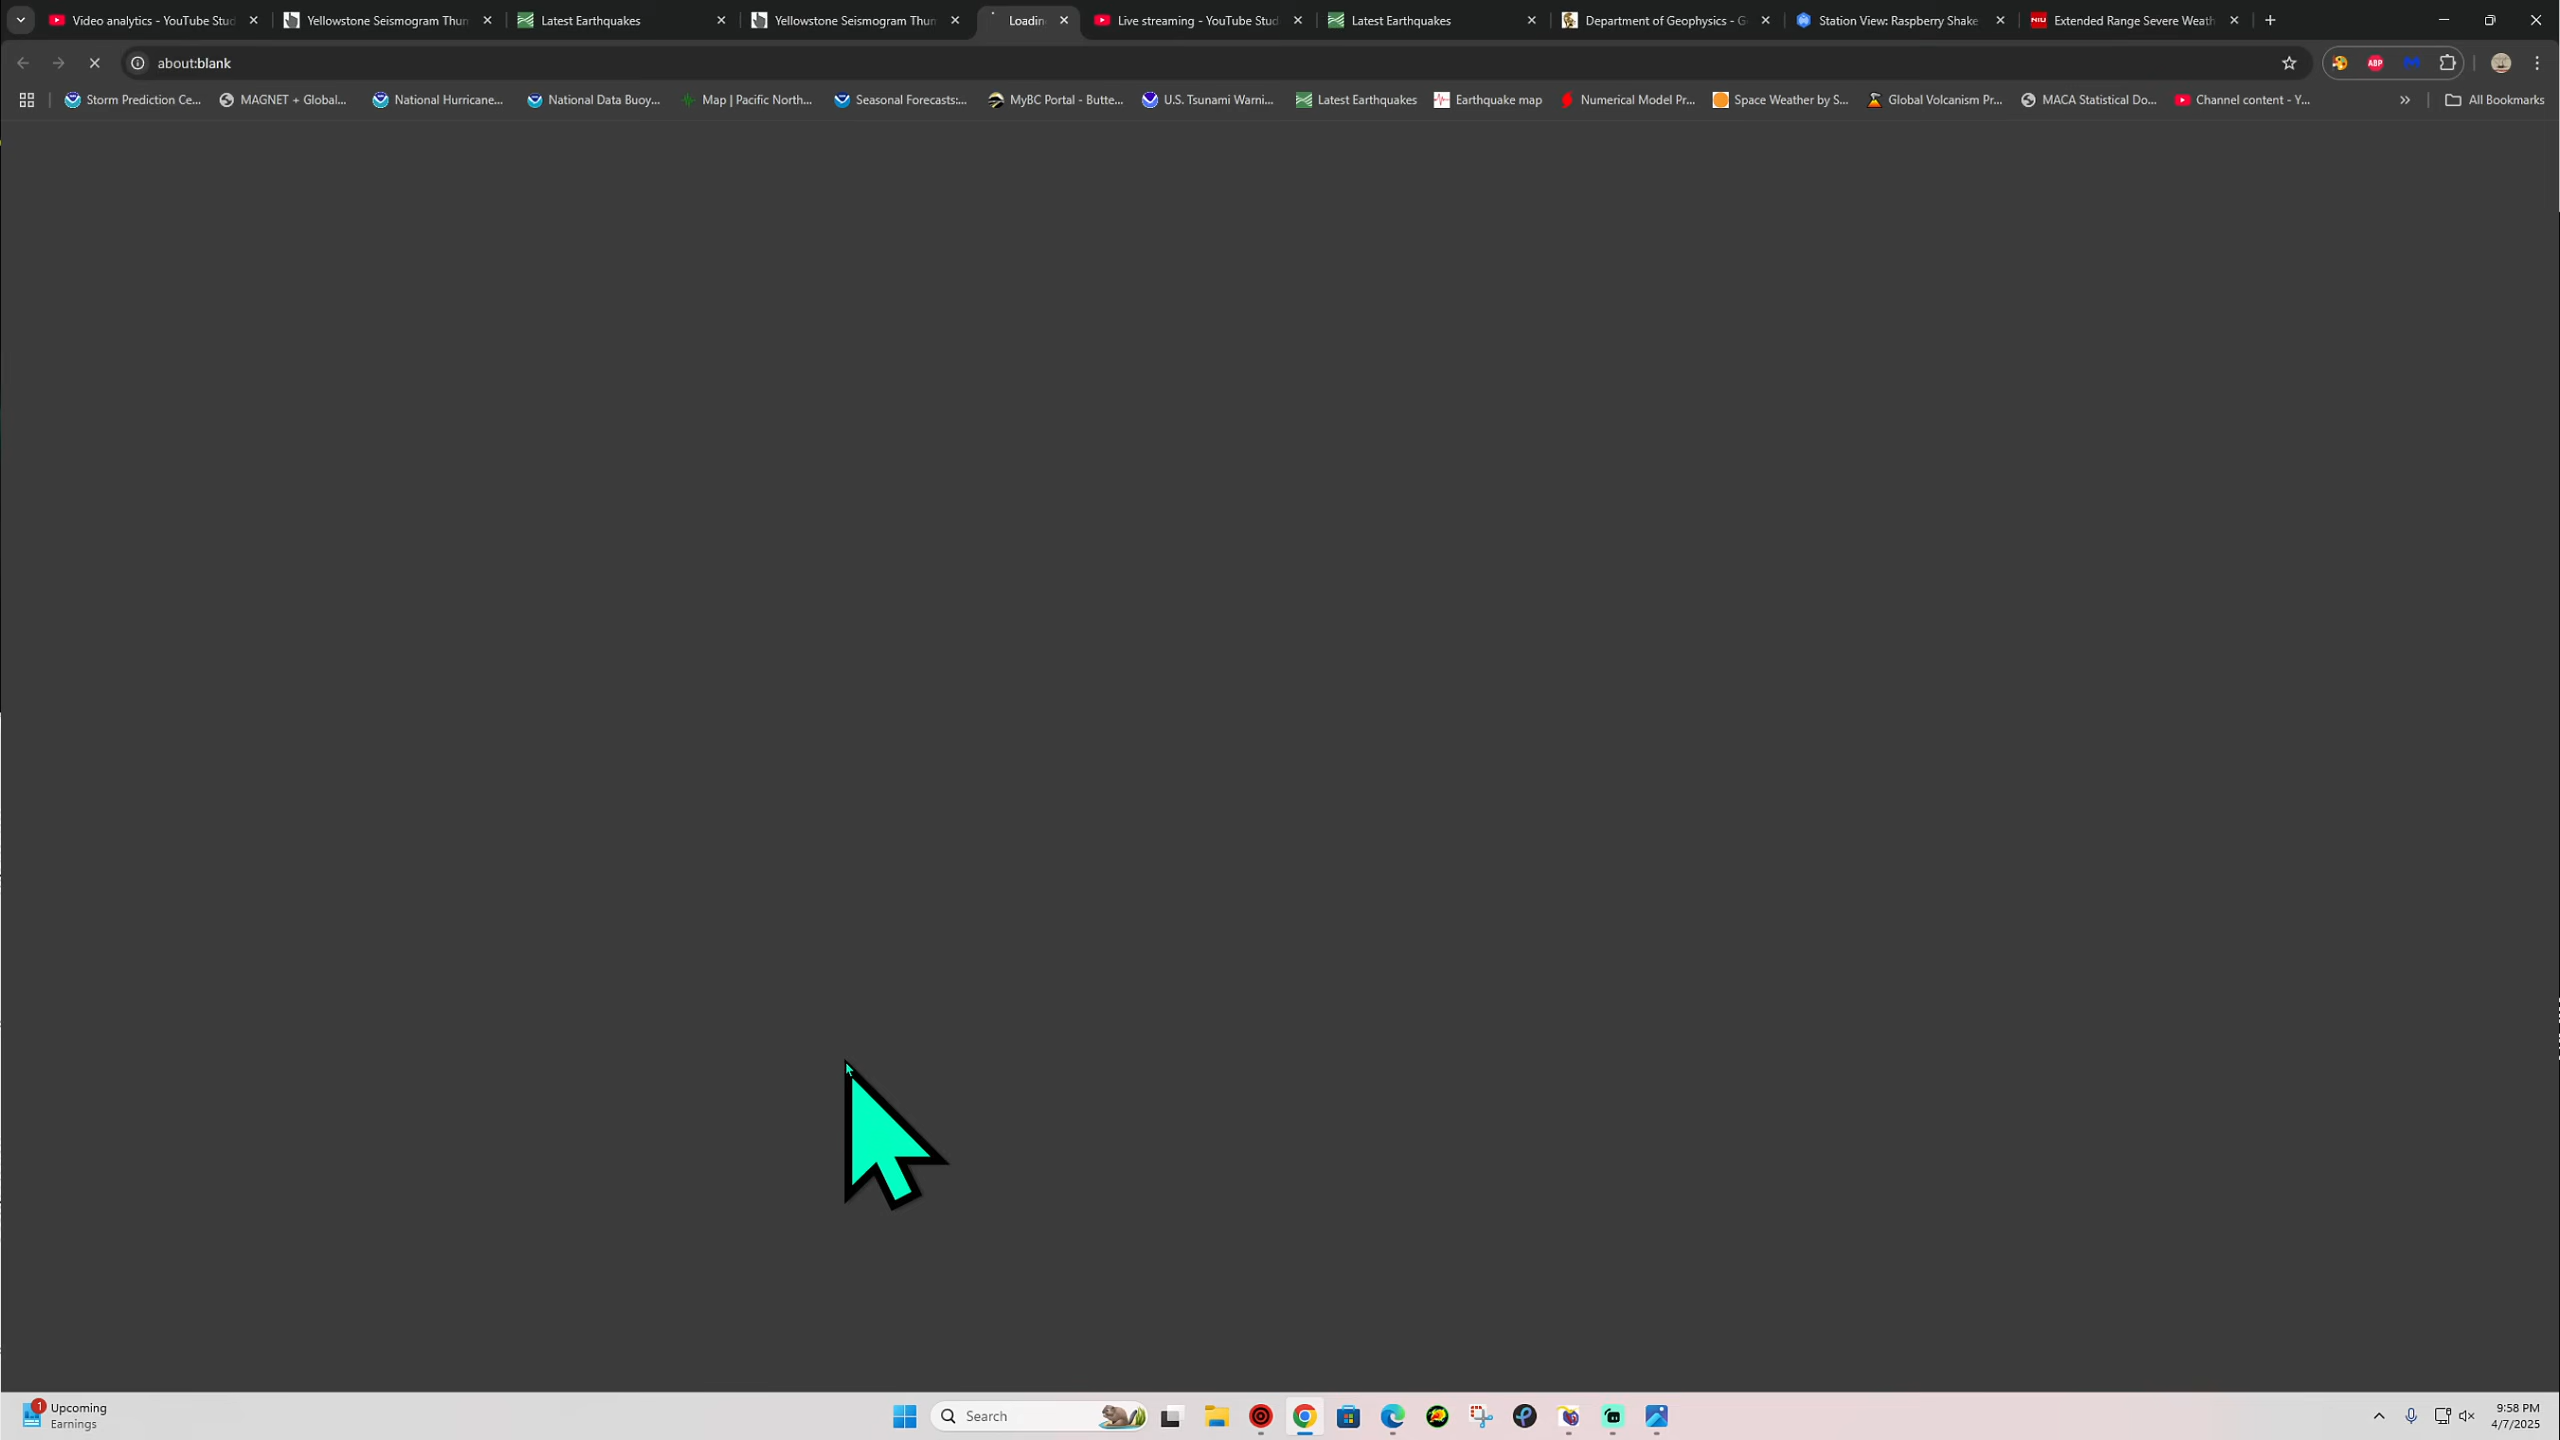 Video analytics - YouTube Stud
Yellowstone Seismogram Thun
Latest Earthquakes
Yellowstone Seismogram Thun
Loadin
Live streaming - YouTube Stud
Latest Earthquakes
Department of Geophysics - G
Station View: Raspberry Shake
NIU
Extended Range Severe Weath
about:blank
ABP
Storm Prediction Ce...
MAGNET + Global...
National Hurricane...
National Data Buoy...
Map | Pacific North...
Seasonal Forecasts:...
MyBC Portal - Butte...
U.S. Tsunami Warni...
Latest Earthquakes
Earthquake map
Numerical Model Pr...
Space Weather by S...
Global Volcanism Pr...
MACA Statistical Do...
Channel content - Y...
All Bookmarks
1
Upcoming
Earnings
Search
9:58 PM
4/7/2025